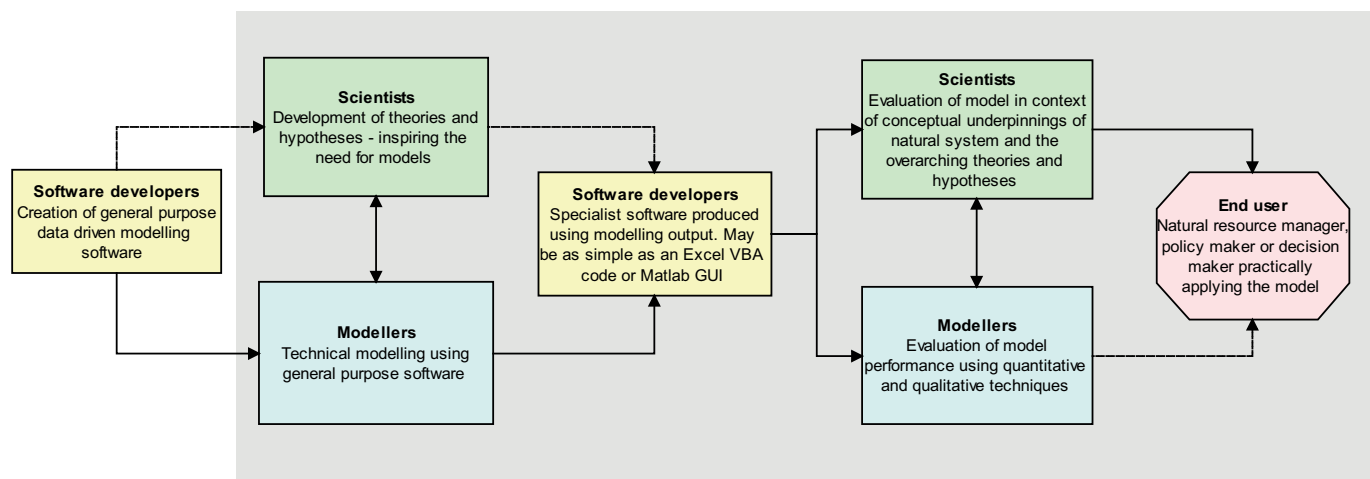 Software developers
Creation of general purpose
data driven modelling
software
Scientists
Development of theories and
hypotheses - inspiring the
need for models
Modellers
Technical modelling using
general purpose software
Software developers
Specialist software produced
using modelling output. May
be as simple as an Excel VBA
code or Matlab GUI
Scientists
Evaluation of model in context
of conceptual underpinnings of
natural system and the
overarching theories and
hypotheses
Modellers
Evaluation of model
performance using quantitative
and qualitative techniques
End user
Natural resource manager,
policy maker or decision
maker practically
applying the model